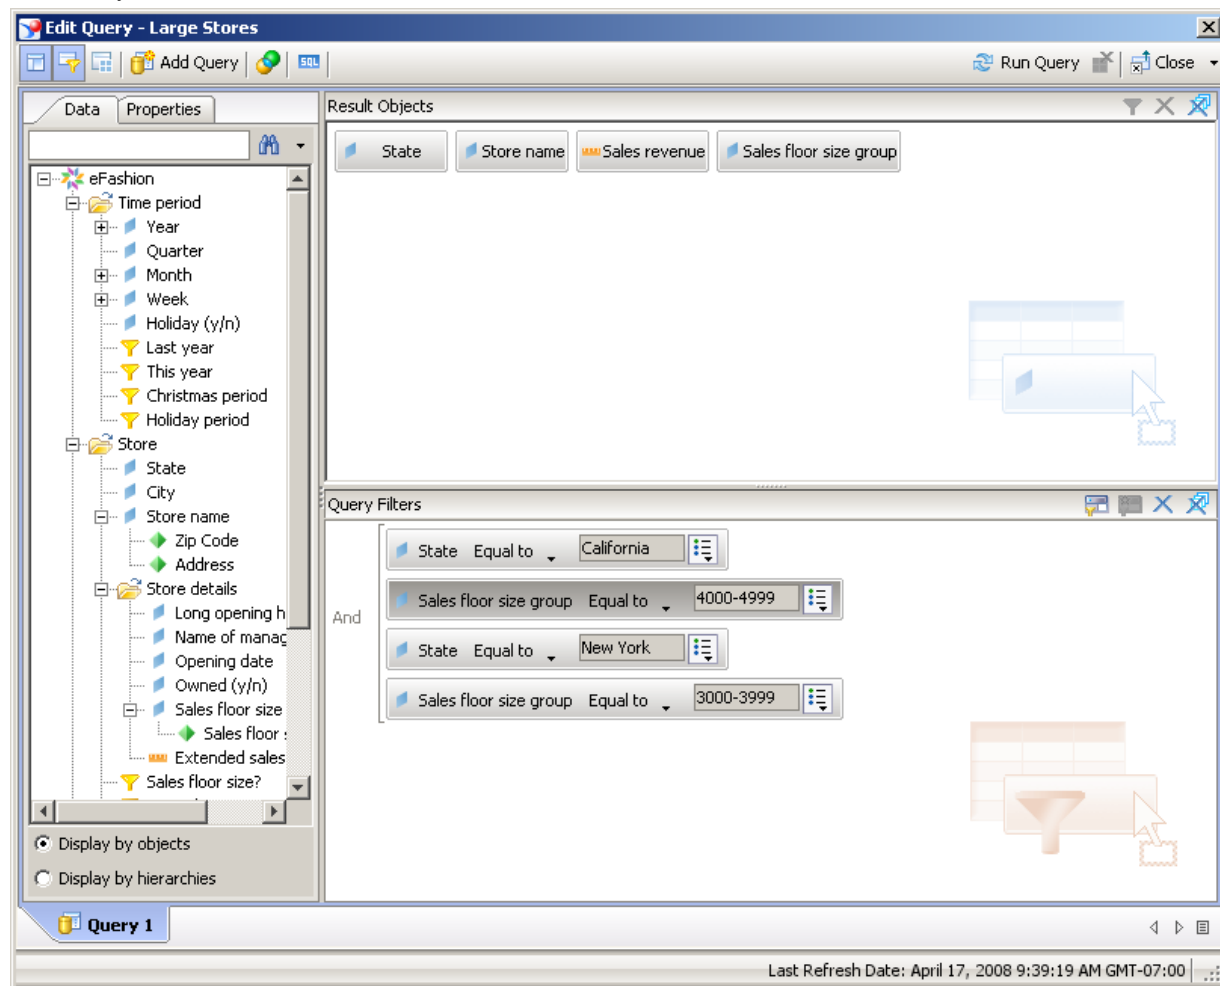 Edit Query - Large Stores
Add Query
SQL
Run Query
Close
Data
Properties
eFashion
Time period
Year
Quarter
Month
Week
Holiday (y/n)
Last year
This year
Christmas period
Holiday period
Store
State
City
Store name
Zip Code
Address
Store details
Long opening h
Name of manag
Opening date
Owned (y/n)
Sales floor size
Sales floor
Extended sales
Sales floor size?
Display by objects
Display by hierarchies
Result Objects
State Store name Sales revenue Sales floor size group
Query Filters
And
State Equal to California
Sales floor size group Equal to 4000-4999
State Equal to New York
Sales floor size group Equal to 3000-3999
Query 1
Last Refresh Date: April 17, 2008 9:39:19 AM GMT-07:00